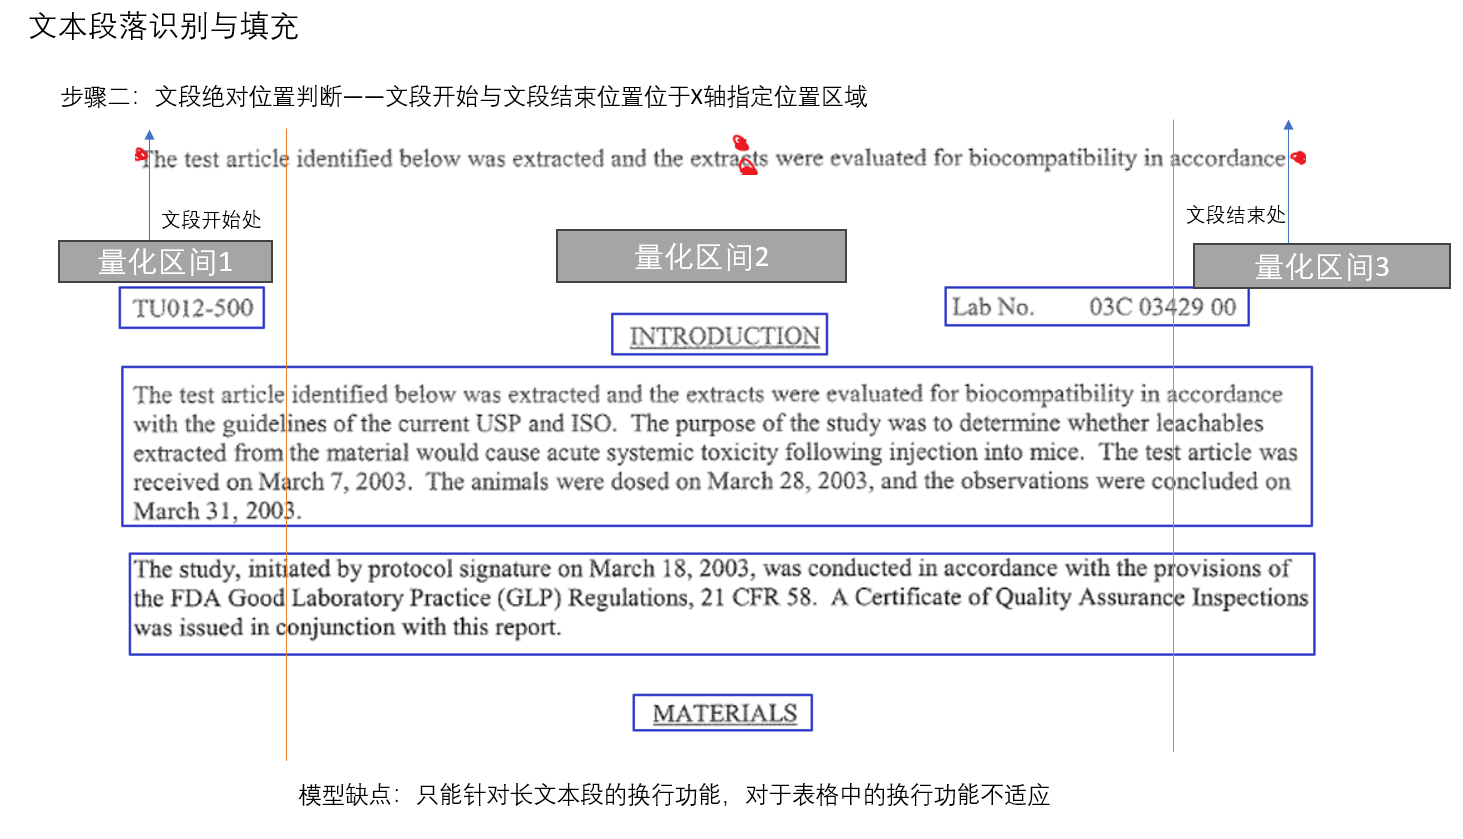 文本段落识别与填充
步骤二：文段绝对位置判断——文段开始与文段结束位置位于X轴指定位置区域
The test article identified below was extracted and the extracts were evaluated for biocompatibility in accordance
文段开始处
文段结束处
量化区间1
量化区间2
量化区间3
TU012-500
Lab No. 03C 03429 00
INTRODUCTION
The test article identified below was extracted and the extracts were evaluated for biocompatibility in accordance
with the guidelines of the current USP and ISO. The purpose of the study was to determine whether leachables
extracted from the material would cause acute systemic toxicity following injection into mice. The test article was
received on March 7, 2003. The animals were dosed on March 28, 2003, and the observations were concluded on
March 31, 2003.
The study, initiated by protocol signature on March 18, 2003, was conducted in accordance with the provisions of
the FDA Good Laboratory Practice (GLP) Regulations, 21 CFR 58. A Certificate of Quality Assurance Inspections
was issued in conjunction with this report.
MATERIALS
模型缺点：只能针对长文本段的换行功能，对于表格中的换行功能不适应